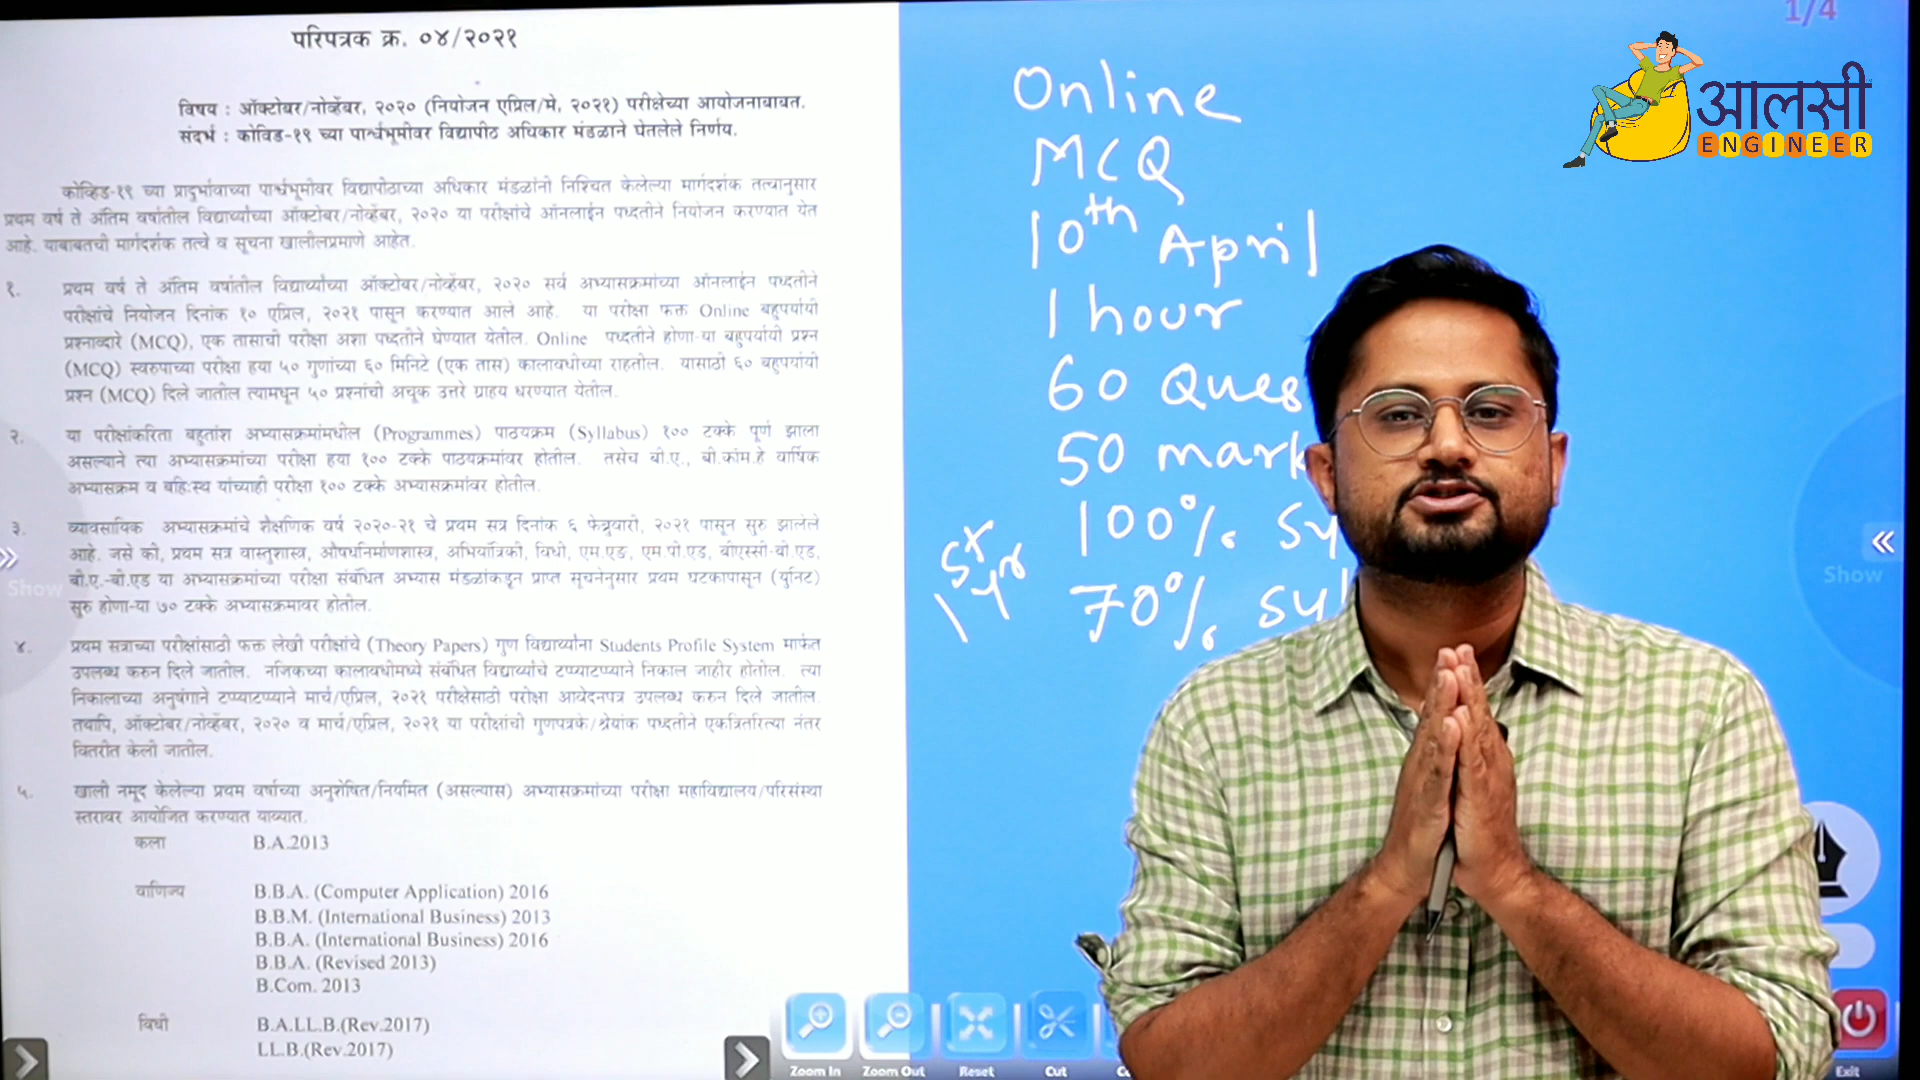 परिपत्रक क्र. ०४/२०२१
विषय : ऑक्टोबर/नोव्हेंबर, २०२० (नियोजन एप्रिल/मे, २०२१) परीक्षेच्या आयोजनाबाबत.
संदर्भ : कोविड-१९ च्या पार्श्वभूमीवर विद्यापीठ अधिकार मंडळाने घेतलेले निर्णय.
कोव्हिड-१९ च्या प्रादुर्भावाच्या पार्श्वभूमीवर विद्यापीठाच्या अधिकार मंडळांनी निश्चित केलेल्या मार्गदर्शक तत्वानुसार
प्रथम वर्ष ते अंतिम वर्षातील विद्यार्थ्यांच्या ऑक्टोबर/नोव्हेंबर, २०२० या परीक्षांचे ऑनलाईन पध्दतीने नियोजन करण्यात येत
आहे. याबाबतची मार्गदर्शक तत्वे व सूचना खालीलप्रमाणे आहेत.
१. प्रथम वर्ष ते अंतिम वर्षातील विद्यार्थ्यांच्या ऑक्टोबर/नोव्हेंबर, २०२० सर्व अभ्यासक्रमांच्या ऑनलाईन पध्दतीने
परीक्षांचे नियोजन दिनांक १० एप्रिल, २०२१ पासून करण्यात आले आहे. या परीक्षा फक्त Online बहुपर्यायी
प्रश्नाव्दारे (MCQ), एक तासाची परीक्षा अशा पध्दतीने घेण्यात येतील. Online पध्दतीने होणा-या बहुपर्यायी प्रश्न
(MCQ) स्वरुपाच्या परीक्षा हया ५० गुणांच्या ६० मिनिटे (एक तास) कालावधीच्या राहतील. यासाठी ६० बहुपर्यायी
प्रश्न (MCQ) दिले जातील त्यामधून ५० प्रश्नांची अचूक उत्तरे ग्राहय धरण्यात येतील.
२. या परीक्षांकरिता बहुतांश अभ्यासक्रमांमधील (Programmes) पाठयक्रम (Syllabus) १०० टक्के पूर्ण झाला
असल्याने त्या अभ्यासक्रमांच्या परीक्षा हया १०० टक्के पाठयक्रमांवर होतील. तसेच बी.ए., बी.कॉम.हे वार्षिक
अभ्यासक्रम व बहि:स्थ यांच्याही परीक्षा १०० टक्के अभ्यासक्रमांवर होतील.
३. व्यावसायिक अभ्यासक्रमांचे शैक्षणिक वर्ष २०२०-२१ चे प्रथम सत्र दिनांक ६ फेब्रुवारी, २०२१ पासून सुरु झालेले
आहे. जसे की, प्रथम सत्र वास्तुशास्त्र, औषधनिर्माणशास्त्र, अभियांत्रिकी, विधी, एम.एड, एम.पी.एड, बीएस्सी-बी.एड,
बी.ए.-बी.एड या अभ्यासक्रमांच्या परीक्षा संबंधित अभ्यास मंडळांकडून प्राप्त सूचनेनुसार प्रथम घटकापासून (युनिट)
सुरु होणा-या ७० टक्के अभ्यासक्रमावर होतील.
४. प्रथम सत्राच्या परीक्षांसाठी फक्त लेखी परीक्षांचे (Theory Papers) गुण विद्यार्थ्यांना Students Profile System मार्फत
उपलब्ध करुन दिले जातील. नजिकच्या कालावधीमध्ये संबंधित विद्यार्थ्यांचे टप्प्याटप्प्याने निकाल जाहीर होतील. त्या
निकालाच्या अनुषंगाने टप्प्याटप्प्याने मार्च/एप्रिल, २०२१ परीक्षेसाठी परीक्षा आवेदनपत्र उपलब्ध करुन दिले जातील.
तथापि, ऑक्टोबर/नोव्हेंबर, २०२० व मार्च/एप्रिल, २०२१ या परीक्षांची गुणपत्रके/श्रेयांक पध्दतीने एकत्रितरित्या नंतर
वितरीत केली जातील.
५. खाली नमूद केलेल्या प्रथम वर्षाच्या अनुशेषित/नियमित (असल्यास) अभ्यासक्रमांच्या परीक्षा महाविद्यालय/परिसंस्था
स्तरावर आयोजित करण्यात याव्यात.
कला B.A.2013
वाणिज्य B.B.A. (Computer Application) 2016
B.B.M. (International Business) 2013
B.B.A. (International Business) 2016
B.B.A. (Revised 2013)
B.Com. 2013
विधी B.A.LL.B.(Rev.2017)
LL.B.(Rev.2017)
1/4
आलसी
ENGINEER
Online
MCQ
10th April
1 hour
60 Ques
50 mark
100% Sy
1st yr 70% Syl
Show
Show
Zoom In Zoom Out Reset Cut Exit